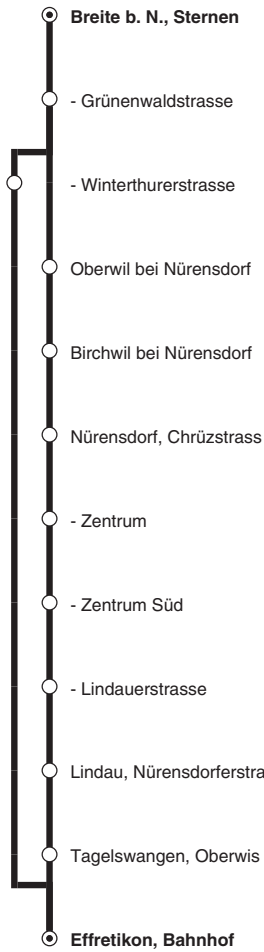 Breite b. N., Sternen
- Grünenwaldstrasse
- Winterthurerstrasse
Oberwil bei Nürensdorf
Birchwil bei Nürensdorf
Nürensdorf, Chrüzstrass
- Zentrum
- Zentrum Süd
- Lindauerstrasse
Lindau, Nürensdorferstra
Tagelswangen, Oberwis
Effretikon, Bahnhof